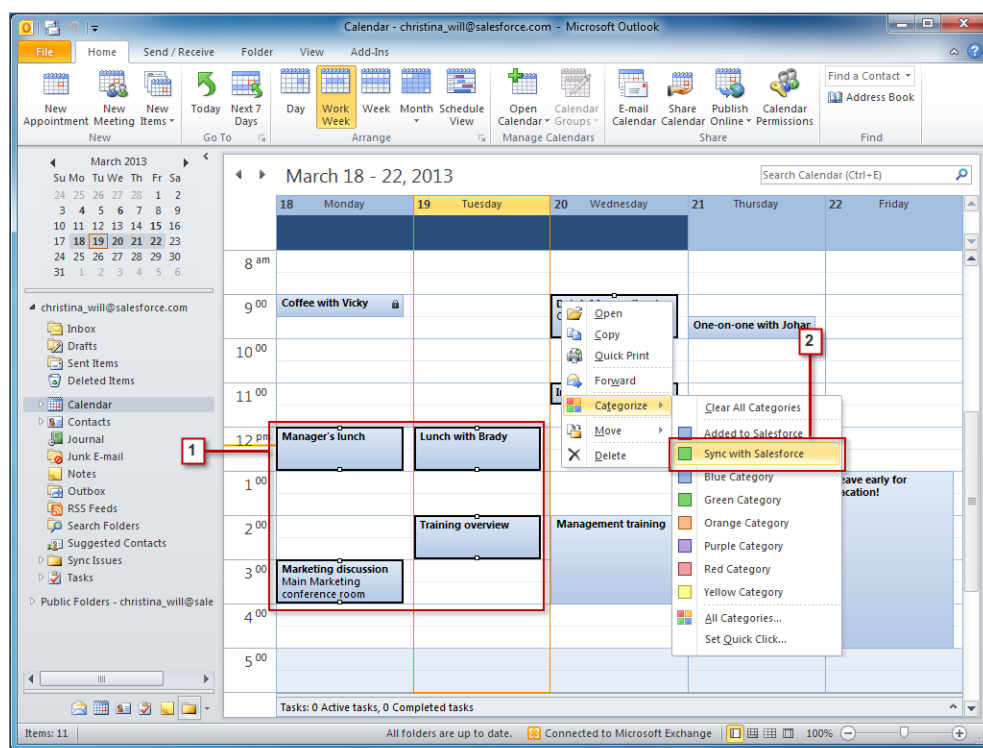 Calendar - christina_will@salesforce.com - Microsoft Outlook
File Home Send / Receive Folder View Add-Ins
New Appointment
New Meeting
New Items
Today
Next 7 Days
Day
Work Week
Week
Month
Schedule View
Open Calendar
Calendar Groups
E-mail Calendar
Share Calendar
Publish Online
Calendar Permissions
Find a Contact
Address Book
New Go To Arrange Manage Calendars Share Find
March 2013
Su Mo Tu We Th Fr Sa
24 25 26 27 28 1 2
3 4 5 6 7 8 9
10 11 12 13 14 15 16
17 18 19 20 21 22 23
24 25 26 27 28 29 30
31 1 2 3 4 5 6
christina_will@salesforce.com
Inbox
Drafts
Sent Items
Deleted Items
Calendar
Contacts
Journal
Junk E-mail
Notes
Outbox
RSS Feeds
Search Folders
Suggested Contacts
Sync Issues
Tasks
Public Folders - christina_will@sale
March 18 - 22, 2013
Search Calendar (Ctrl+E)
18 Monday 19 Tuesday 20 Wednesday 21 Thursday 22 Friday
8 am
9 00
10 00
11 00
12 pm
1 00
2 00
3 00
4 00
5 00
Coffee with Vicky
One-on-one with Johar
1
Manager's lunch
Lunch with Brady
Training overview
Management training
Marketing discussion
Main Marketing
conference room
eave early for
acation!
Open
Copy
Quick Print
Forward
Categorize
Move
Delete
2
Clear All Categories
Added to Salesforce
Sync with Salesforce
Blue Category
Green Category
Orange Category
Purple Category
Red Category
Yellow Category
All Categories...
Set Quick Click...
Tasks: 0 Active tasks, 0 Completed tasks
Items: 11
All folders are up to date. Connected to Microsoft Exchange 100%